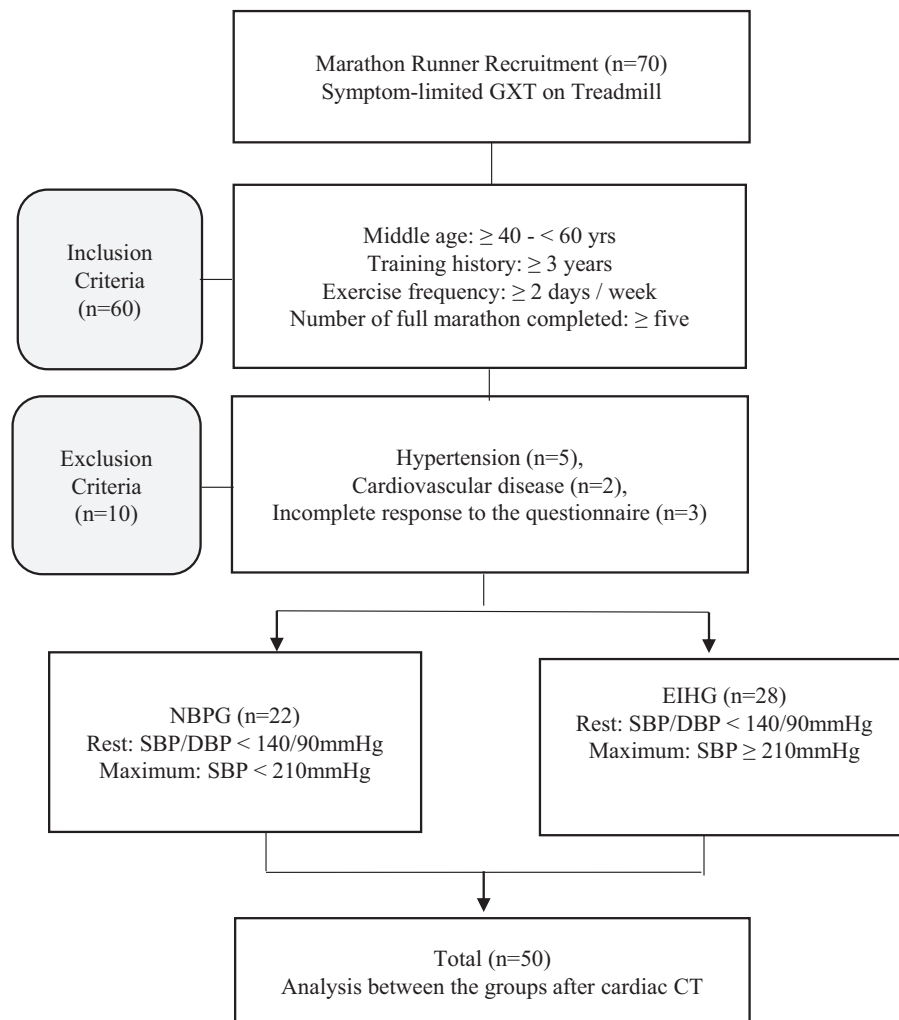 Marathon Runner Recruitment (n=70)
Symptom-limited GXT on Treadmill
Inclusion
Criteria
(n=60)
Middle age: ≥ 40 - < 60 yrs
Training history: ≥ 3 years
Exercise frequency: ≥ 2 days / week
Number of full marathon completed: ≥ five
Exclusion
Criteria
(n=10)
Hypertension (n=5),
Cardiovascular disease (n=2),
Incomplete response to the questionnaire (n=3)
NBPG (n=22)
Rest: SBP/DBP < 140/90mmHg
Maximum: SBP < 210mmHg
EIHG (n=28)
Rest: SBP/DBP < 140/90mmHg
Maximum: SBP ≥ 210mmHg
Total (n=50)
Analysis between the groups after cardiac CT